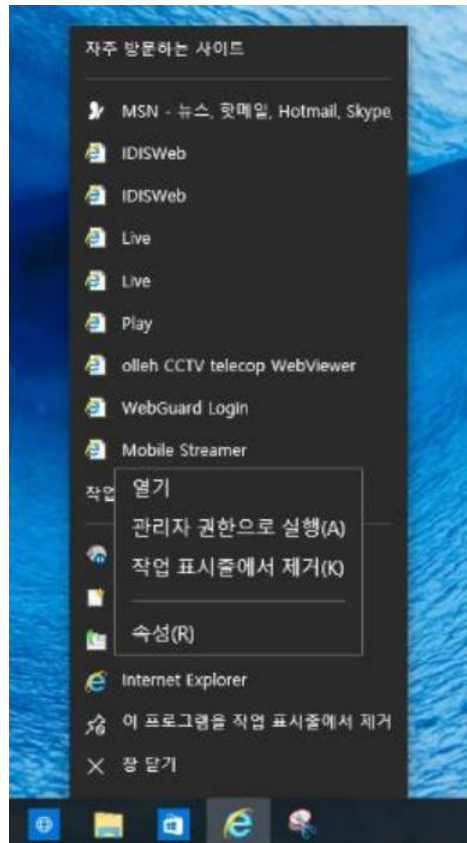 자주 방문하는 사이트
MSN - 뉴스, 핫메일, Hotmail, Skype,
IDISWeb
IDISWeb
Live
Live
Play
olleh CCTV telecop WebViewer
WebGuard Login
Mobile Streamer
작업
열기
관리자 권한으로 실행(A)
작업 표시줄에서 제거(K)
속성(R)
Internet Explorer
이 프로그램을 작업 표시줄에서 제거
창 닫기